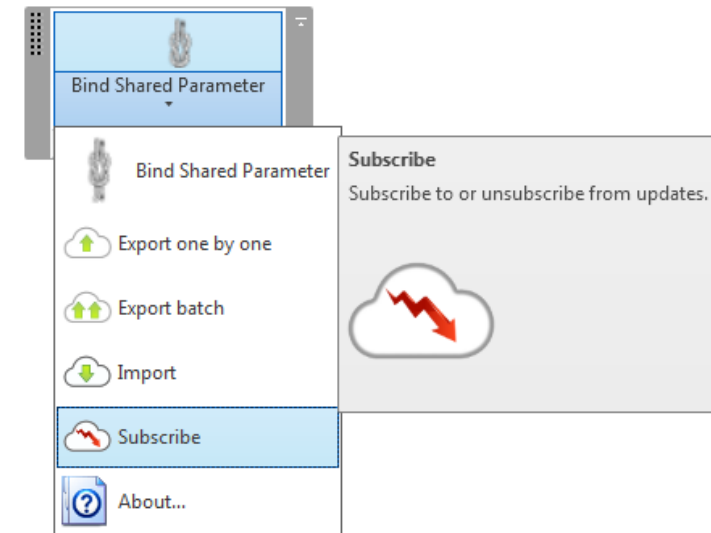 Bind Shared Parameter
Bind Shared Parameter
Subscribe
Subscribe to or unsubscribe from updates.
Export one by one
Export batch
Import
Subscribe
About...